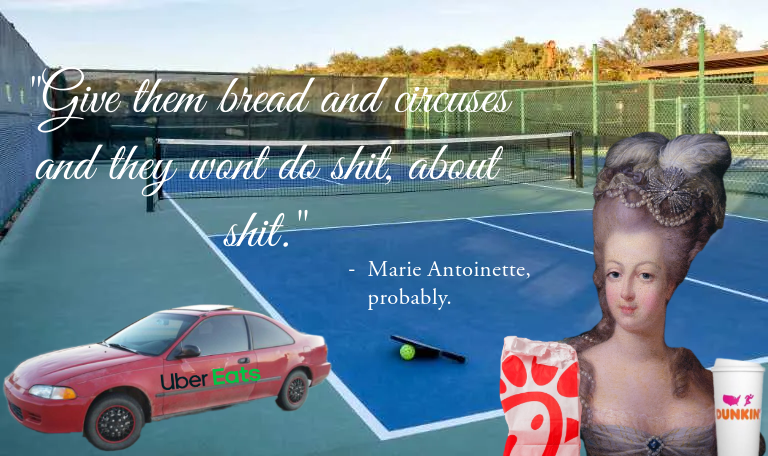 "Give them bread and circuses
and they wont do shit, about
shit."
- Marie Antoinette,
probably.
Uber Eats
DUNKIN'